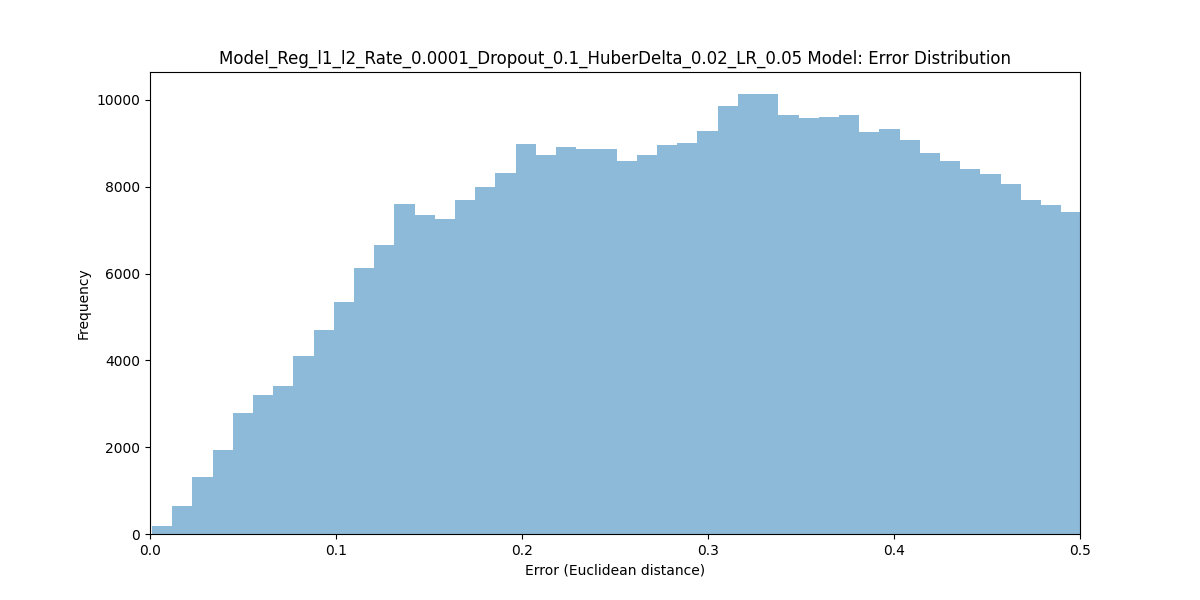 Model_Reg_l1_l2_Rate_0.0001_Dropout_0.1_HuberDelta_0.02_LR_0.05 Model: Error Distribution
10000
8000
6000
4000
2000
0
Frequency
0.0 0.1 0.2 0.3 0.4 0.5
Error (Euclidean distance)